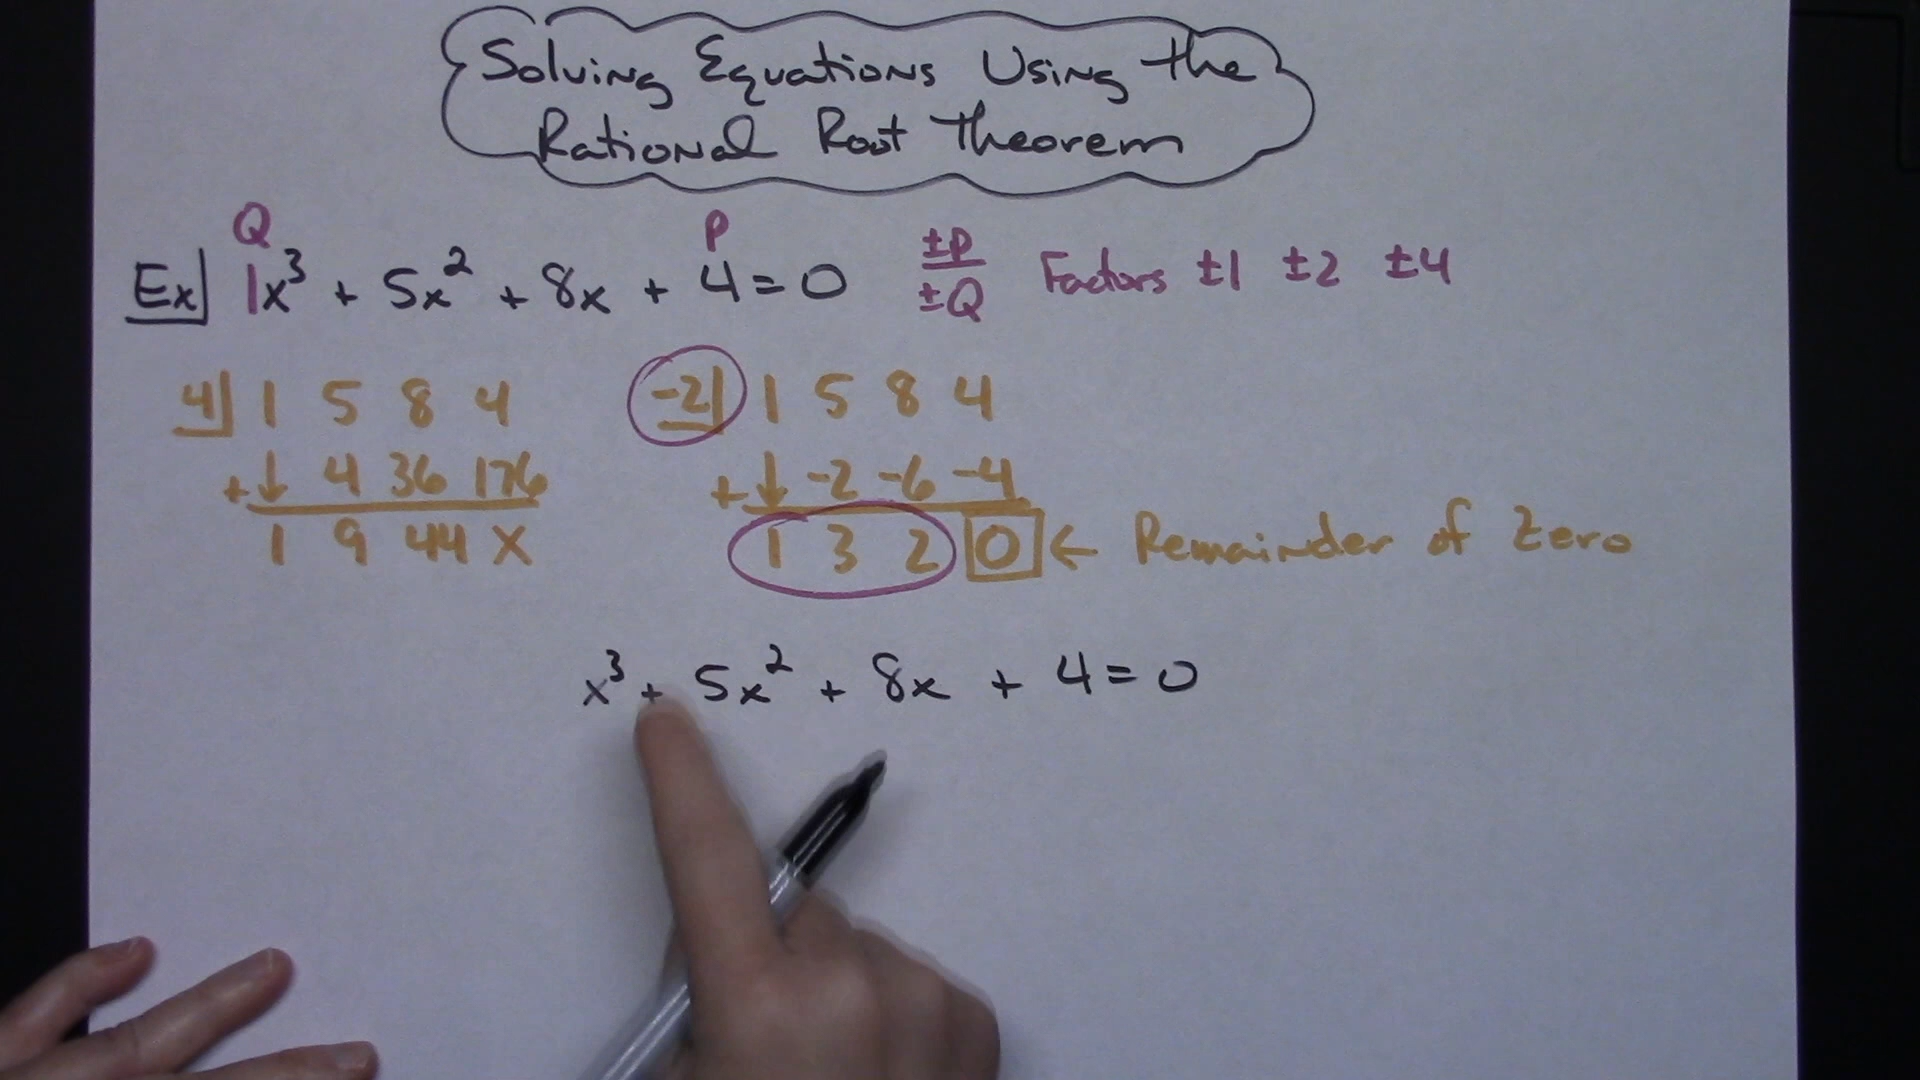 Solving Equations Using the
Rational Root Theorem
Q P
Ex 1x³ + 5x² + 8x + 4 = 0 ±P/±Q Factors ±1 ±2 ±4
4 1 5 8 4 -2 1 5 8 4
+ ↓ 4 36 176 + ↓ -2 -6 -4
1 9 44 X 1 3 2 0 ← Remainder of Zero
x³ + 5x² + 8x + 4 = 0